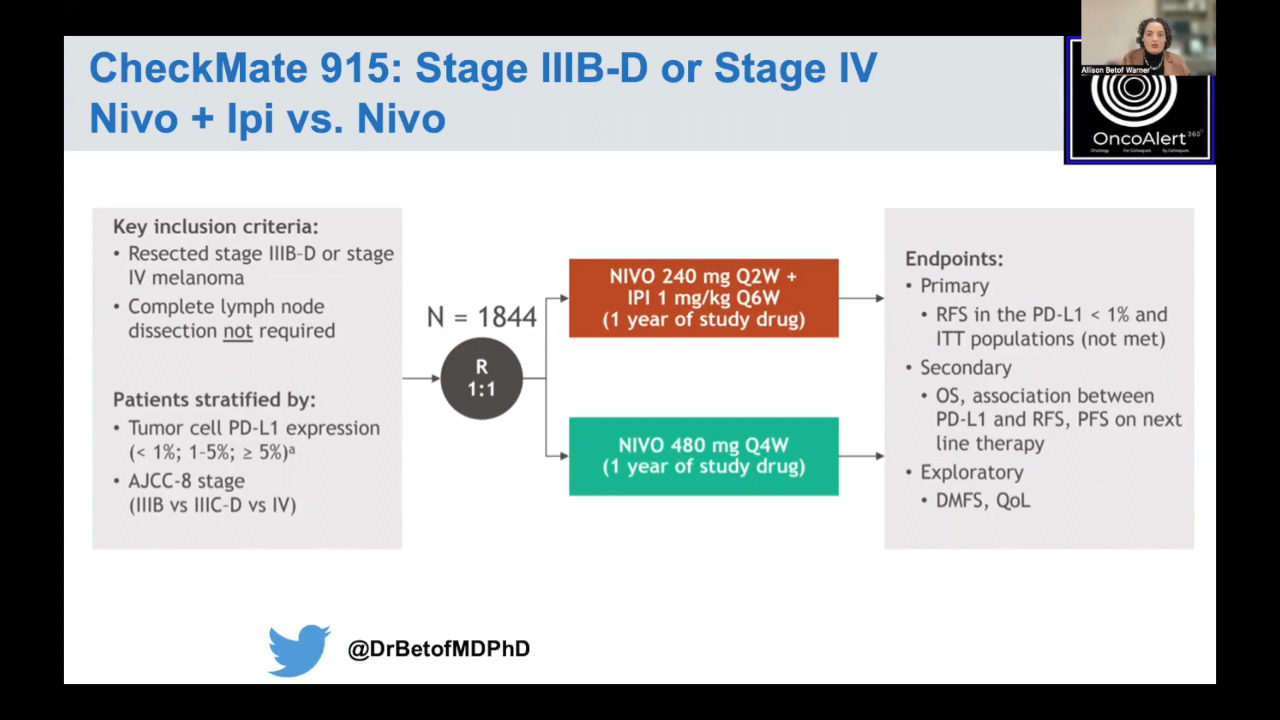 CheckMate 915: Stage IIIB-D or Stage IV
Nivo + Ipi vs. Nivo
Allison Betof Warner
OncoAlert 360°
Oncology For Colleagues By Colleagues
Key inclusion criteria:
• Resected stage IIIB-D or stage
IV melanoma
• Complete lymph node
dissection not required
Patients stratified by:
• Tumor cell PD-L1 expression
(< 1%; 1-5%; ≥ 5%)ᵃ
• AJCC-8 stage
(IIIB vs IIIC-D vs IV)
N = 1844
R
1:1
NIVO 240 mg Q2W +
IPI 1 mg/kg Q6W
(1 year of study drug)
NIVO 480 mg Q4W
(1 year of study drug)
Endpoints:
• Primary
• RFS in the PD-L1 < 1% and
ITT populations (not met)
• Secondary
• OS, association between
PD-L1 and RFS, PFS on next
line therapy
• Exploratory
• DMFS, QoL
@DrBetofMDPhD